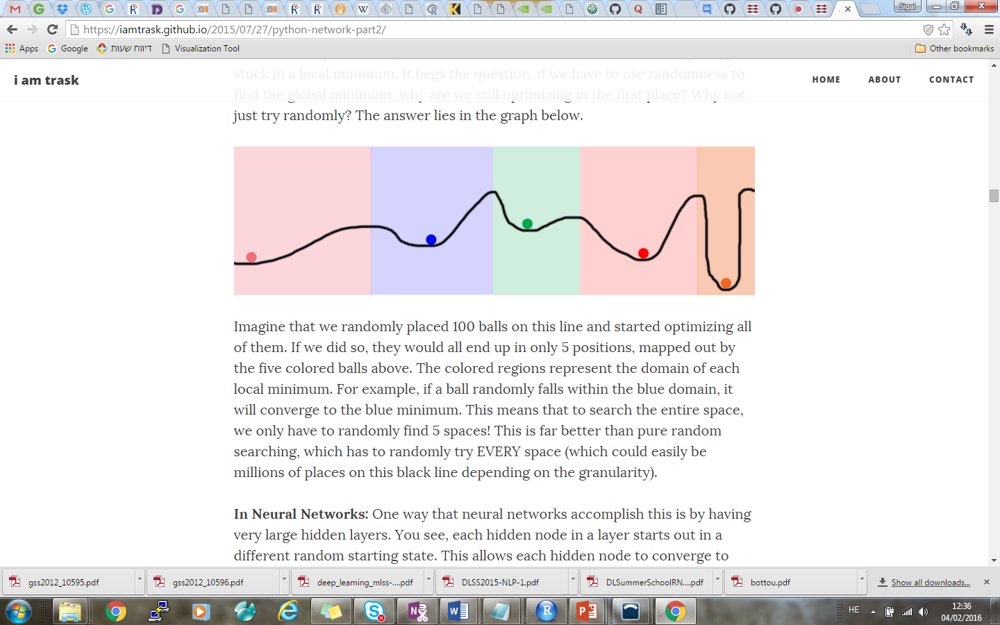 Sigal
https://iamtrask.github.io/2015/07/27/python-network-part2/
Apps Google דיווח שעות Visualization Tool Other bookmarks
i am trask HOME ABOUT CONTACT
stuck in a local minimum. It begs the question, if we have to use randomness to
find the global minimum, why are we still optimizing in the first place? Why not
just try randomly? The answer lies in the graph below.
Imagine that we randomly placed 100 balls on this line and started optimizing all
of them. If we did so, they would all end up in only 5 positions, mapped out by
the five colored balls above. The colored regions represent the domain of each
local minimum. For example, if a ball randomly falls within the blue domain, it
will converge to the blue minimum. This means that to search the entire space,
we only have to randomly find 5 spaces! This is far better than pure random
searching, which has to randomly try EVERY space (which could easily be
millions of places on this black line depending on the granularity).
In Neural Networks: One way that neural networks accomplish this is by having
very large hidden layers. You see, each hidden node in a layer starts out in a
different random starting state. This allows each hidden node to converge to
gss2012_10595.pdf gss2012_10596.pdf deep_learning_mlss-....pdf DLSS2015-NLP-1.pdf DLSummerSchoolRN....pdf bottou.pdf Show all downloads...
HE 12:36
04/02/2016